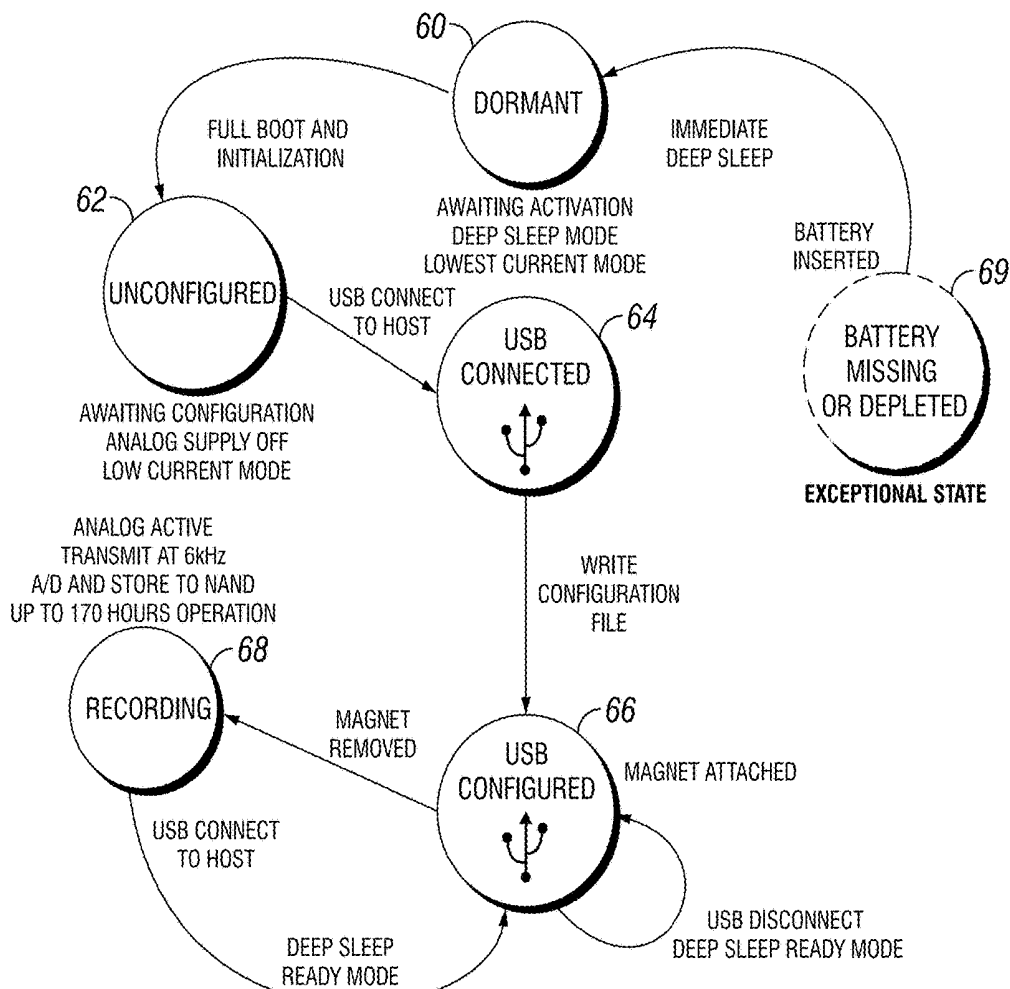 60
DORMANT
FULL BOOT AND
INITIALIZATION
IMMEDIATE
DEEP SLEEP
62
AWAITING ACTIVATION
DEEP SLEEP MODE
LOWEST CURRENT MODE
BATTERY
INSERTED
69
UNCONFIGURED
USB CONNECT
TO HOST
64
USB
CONNECTED
BATTERY
MISSING
OR DEPLETED
AWAITING CONFIGURATION
ANALOG SUPPLY OFF
LOW CURRENT MODE
EXCEPTIONAL STATE
ANALOG ACTIVE
TRANSMIT AT 6kHz
A/D AND STORE TO NAND
UP TO 170 HOURS OPERATION
WRITE
CONFIGURATION
FILE
68
RECORDING
MAGNET
REMOVED
66
USB
CONFIGURED
MAGNET ATTACHED
USB CONNECT
TO HOST
USB DISCONNECT
DEEP SLEEP READY MODE
DEEP SLEEP
READY MODE